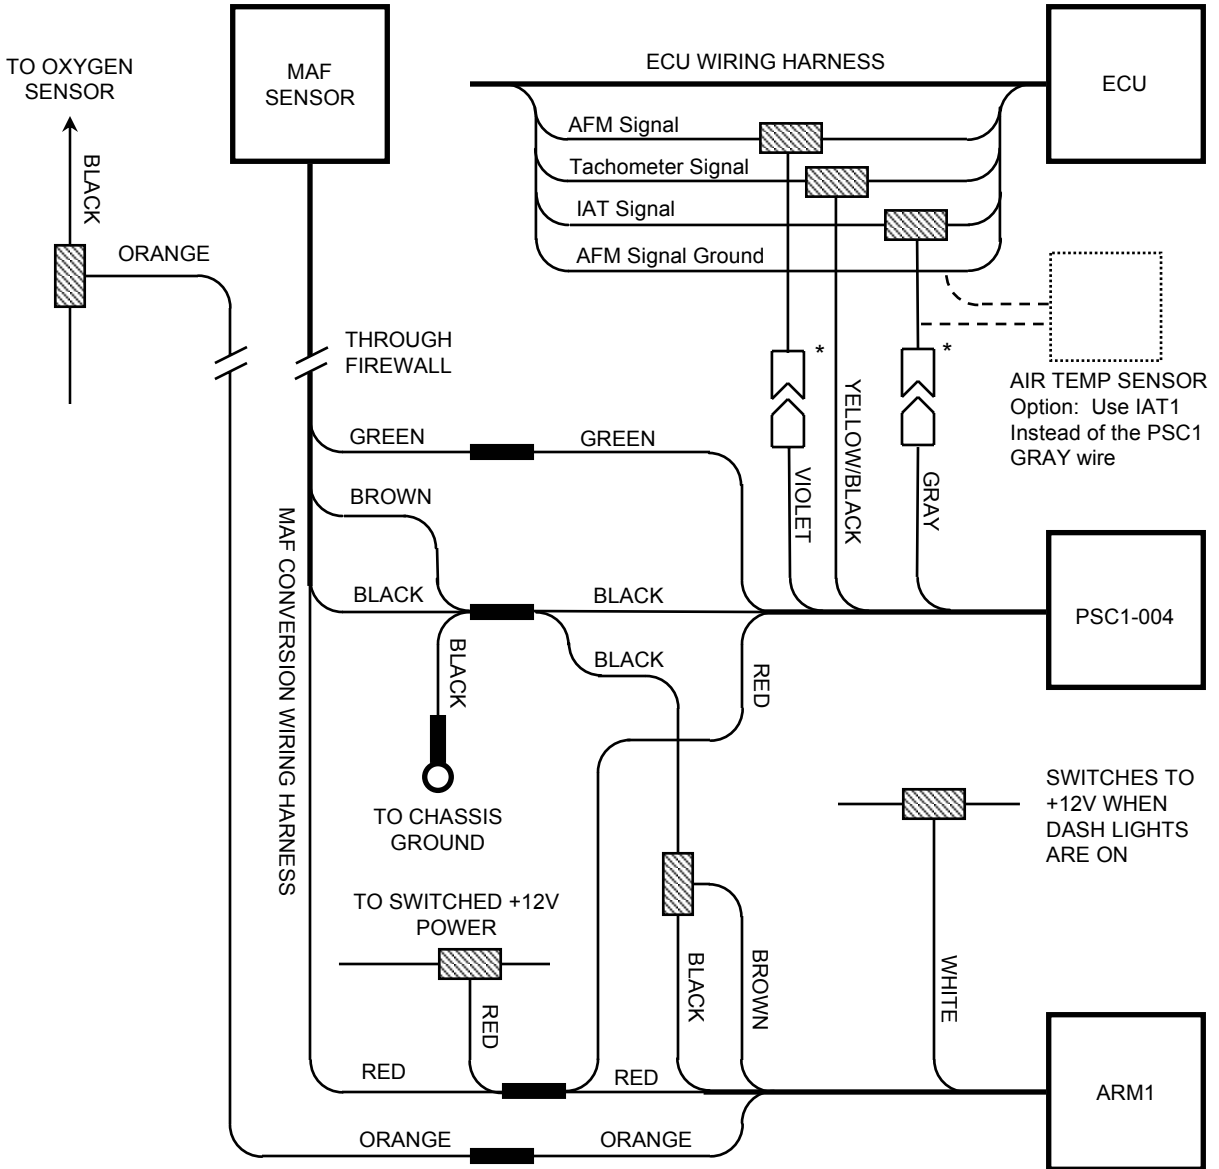 TO OXYGEN
SENSOR
BLACK
ORANGE
MAF
SENSOR
THROUGH
FIREWALL
ECU WIRING HARNESS
ECU
AFM Signal
Tachometer Signal
IAT Signal
AFM Signal Ground
*
*
AIR TEMP SENSOR
Option: Use IAT1
Instead of the PSC1
GRAY wire
GREEN
GREEN
BROWN
VIOLET
YELLOW/BLACK
GRAY
MAF CONVERSION WIRING HARNESS
BLACK
BLACK
PSC1-004
BLACK
BLACK
RED
TO CHASSIS
GROUND
SWITCHES TO
+12V WHEN
DASH LIGHTS
ARE ON
TO SWITCHED +12V
POWER
RED
BLACK
BROWN
WHITE
RED
RED
ARM1
ORANGE
ORANGE